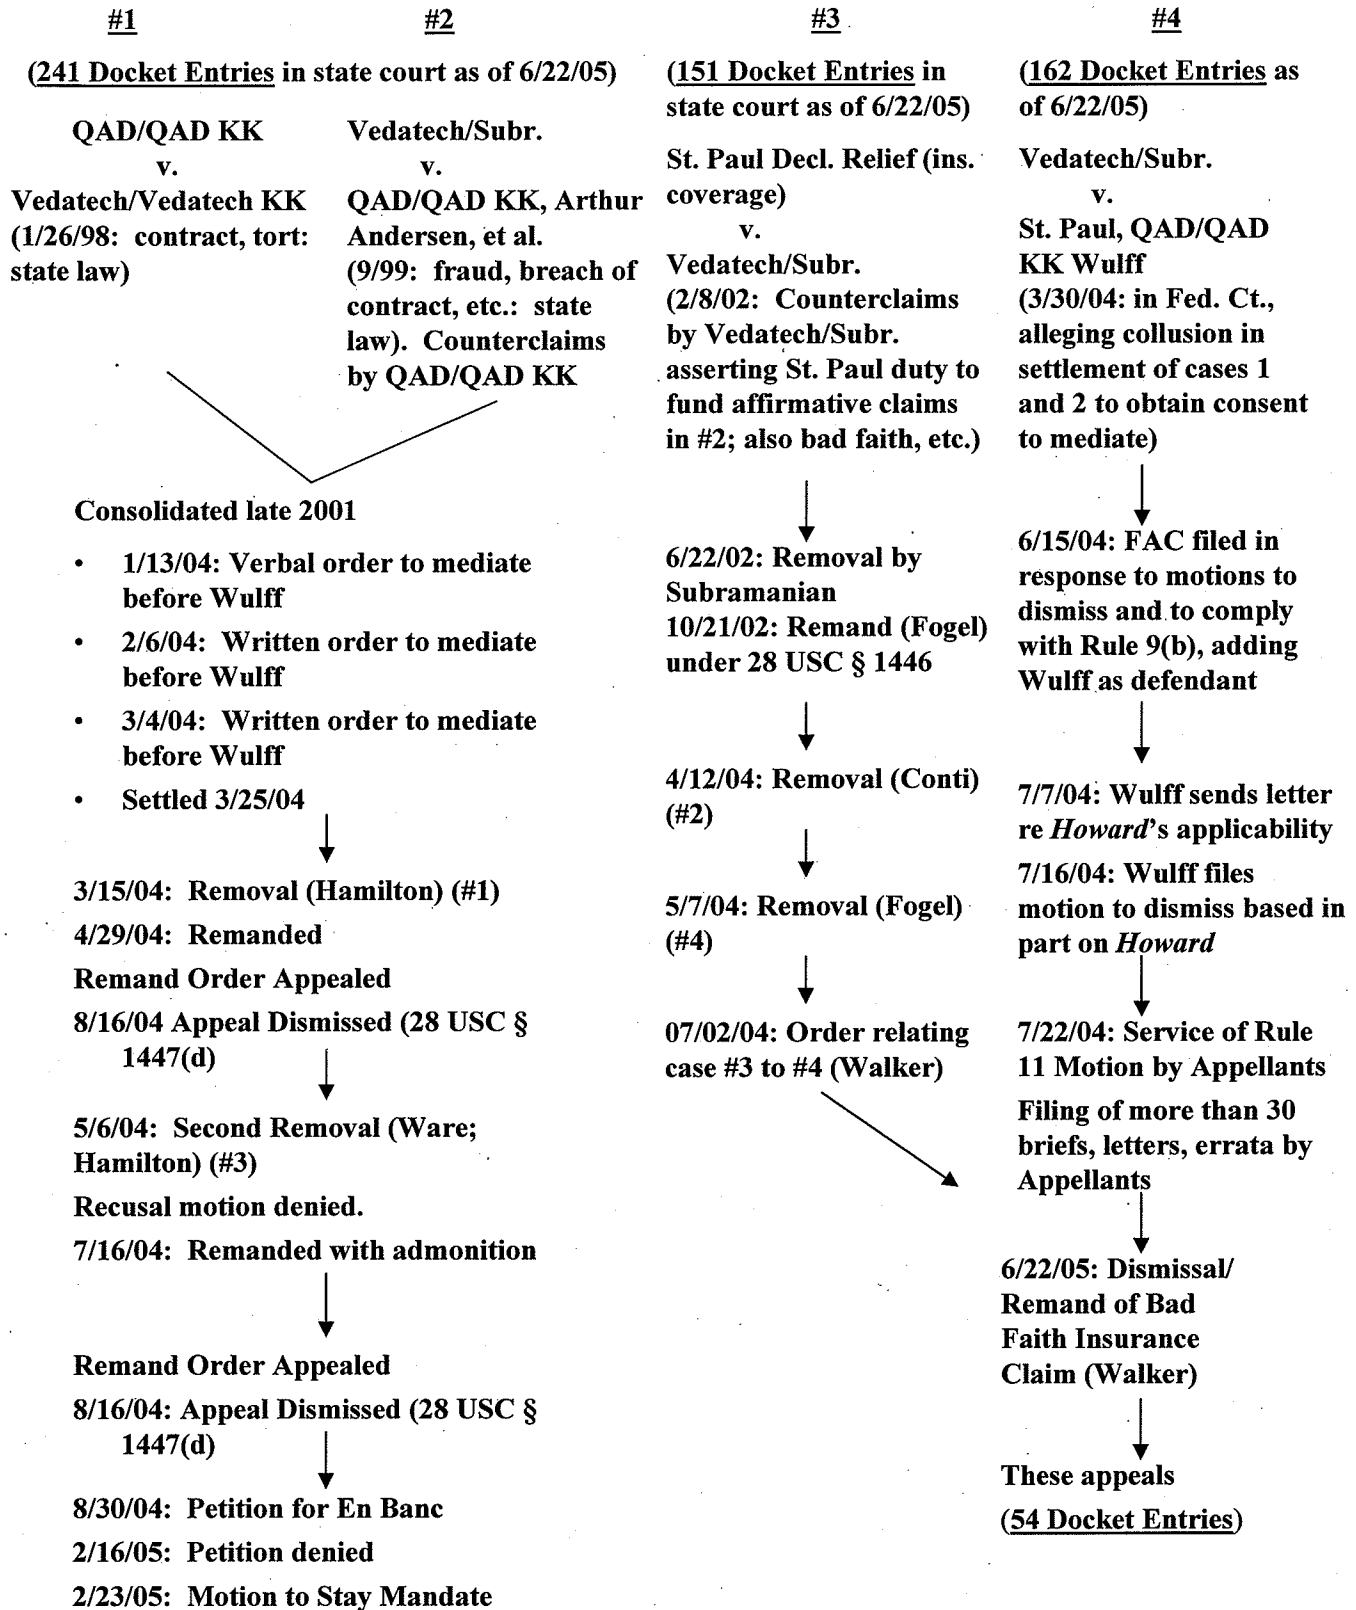 #1
#2
(241 Docket Entries in state court as of 6/22/05)
QAD/QAD KK
v.
Vedatech/Vedatech KK
(1/26/98: contract, tort:
state law)
Vedatech/Subr.
v.
QAD/QAD KK, Arthur
Andersen, et al.
(9/99: fraud, breach of
contract, etc.: state
law). Counterclaims
by QAD/QAD KK
Consolidated late 2001
• 1/13/04: Verbal order to mediate
before Wulff
• 2/6/04: Written order to mediate
before Wulff
• 3/4/04: Written order to mediate
before Wulff
• Settled 3/25/04
3/15/04: Removal (Hamilton) (#1)
4/29/04: Remanded
Remand Order Appealed
8/16/04 Appeal Dismissed (28 USC §
1447(d)
5/6/04: Second Removal (Ware;
Hamilton) (#3)
Recusal motion denied.
7/16/04: Remanded with admonition
Remand Order Appealed
8/16/04: Appeal Dismissed (28 USC §
1447(d)
8/30/04: Petition for En Banc
2/16/05: Petition denied
2/23/05: Motion to Stay Mandate
#3
(151 Docket Entries in
state court as of 6/22/05)
St. Paul Decl. Relief (ins.
coverage)
v.
Vedatech/Subr.
(2/8/02: Counterclaims
by Vedatech/Subr.
asserting St. Paul duty to
fund affirmative claims
in #2; also bad faith, etc.)
6/22/02: Removal by
Subramanian
10/21/02: Remand (Fogel)
under 28 USC § 1446
4/12/04: Removal (Conti)
(#2)
5/7/04: Removal (Fogel)
(#4)
07/02/04: Order relating
case #3 to #4 (Walker)
#4
(162 Docket Entries as
of 6/22/05)
Vedatech/Subr.
v.
St. Paul, QAD/QAD
KK Wulff
(3/30/04: in Fed. Ct.,
alleging collusion in
settlement of cases 1
and 2 to obtain consent
to mediate)
6/15/04: FAC filed in
response to motions to
dismiss and to comply
with Rule 9(b), adding
Wulff as defendant
7/7/04: Wulff sends letter
re Howard's applicability
7/16/04: Wulff files
motion to dismiss based in
part on Howard
7/22/04: Service of Rule
11 Motion by Appellants
Filing of more than 30
briefs, letters, errata by
Appellants
6/22/05: Dismissal/
Remand of Bad
Faith Insurance
Claim (Walker)
These appeals
(54 Docket Entries)